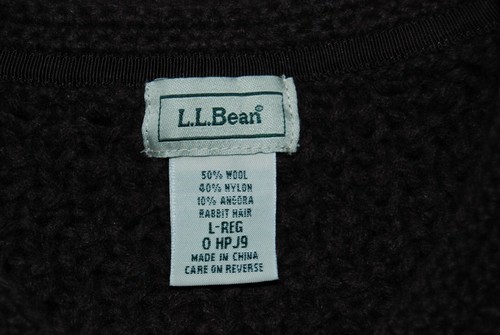 L.L.Bean®
50% WOOL
40% NYLON
10% ANGORA
RABBIT HAIR
L-REG
0 HPJ9
MADE IN CHINA
CARE ON REVERSE